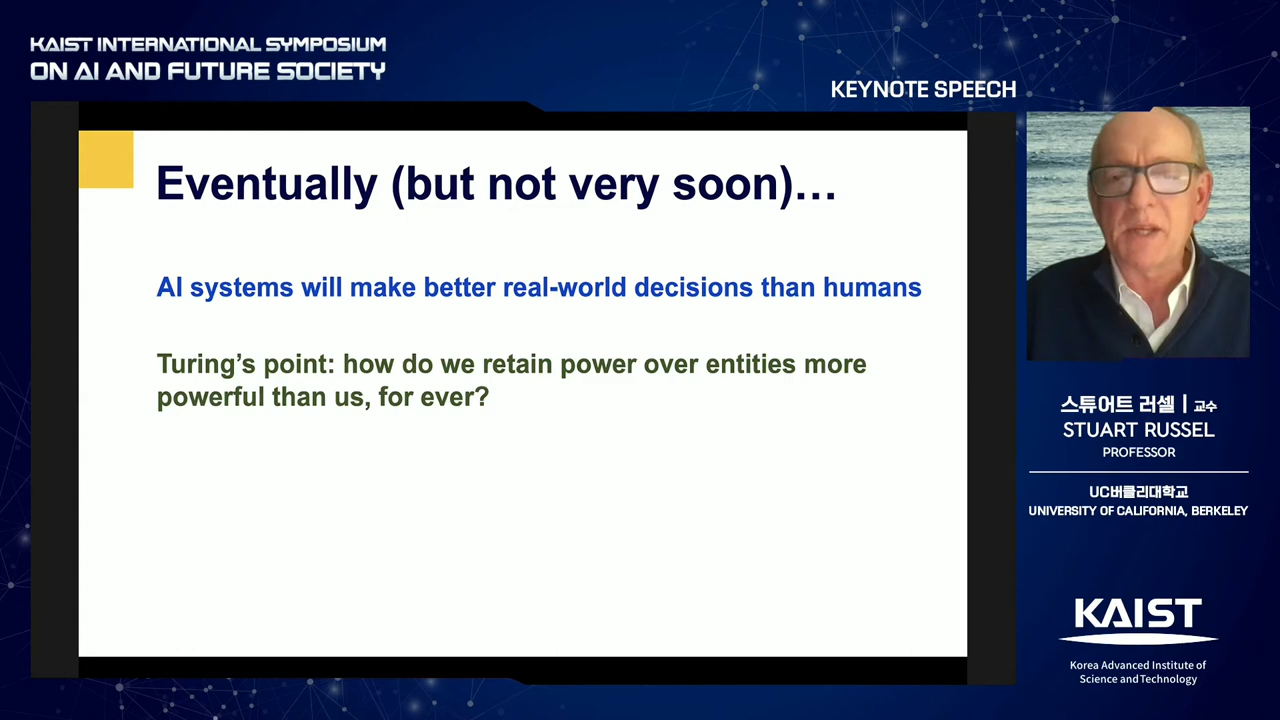 KAIST INTERNATIONAL SYMPOSIUM
ON AI AND FUTURE SOCIETY
KEYNOTE SPEECH
Eventually (but not very soon)…
AI systems will make better real-world decisions than humans
Turing’s point: how do we retain power over entities more
powerful than us, for ever?
스튜어트 러셀 | 교수
STUART RUSSEL
PROFESSOR
UC버클리대학교
UNIVERSITY OF CALIFORNIA, BERKELEY
KAIST
Korea Advanced Institute of
Science and Technology